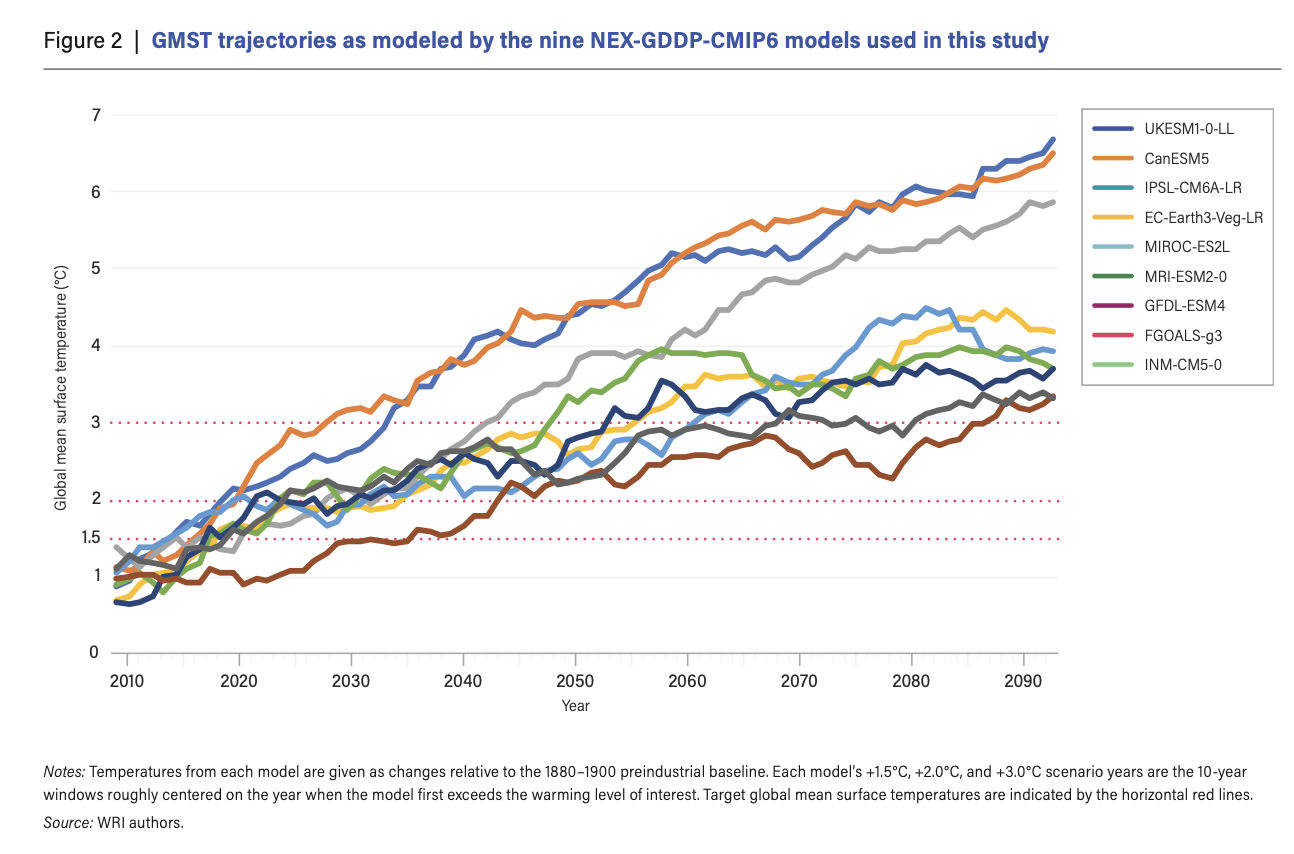 Figure 2 | GMST trajectories as modeled by the nine NEX-GDDP-CMIP6 models used in this study
7
6
5
4
3
2
1.5
1
0
Global mean surface temperature (°C)
2010 2020 2030 2040 2050 2060 2070 2080 2090
Year
UKESM1-0-LL
CanESM5
IPSL-CM6A-LR
EC-Earth3-Veg-LR
MIROC-ES2L
MRI-ESM2-0
GFDL-ESM4
FGOALS-g3
INM-CM5-0
Notes: Temperatures from each model are given as changes relative to the 1880–1900 preindustrial baseline. Each model's +1.5°C, +2.0°C, and +3.0°C scenario years are the 10-year
windows roughly centered on the year when the model first exceeds the warming level of interest. Target global mean surface temperatures are indicated by the horizontal red lines.
Source: WRI authors.